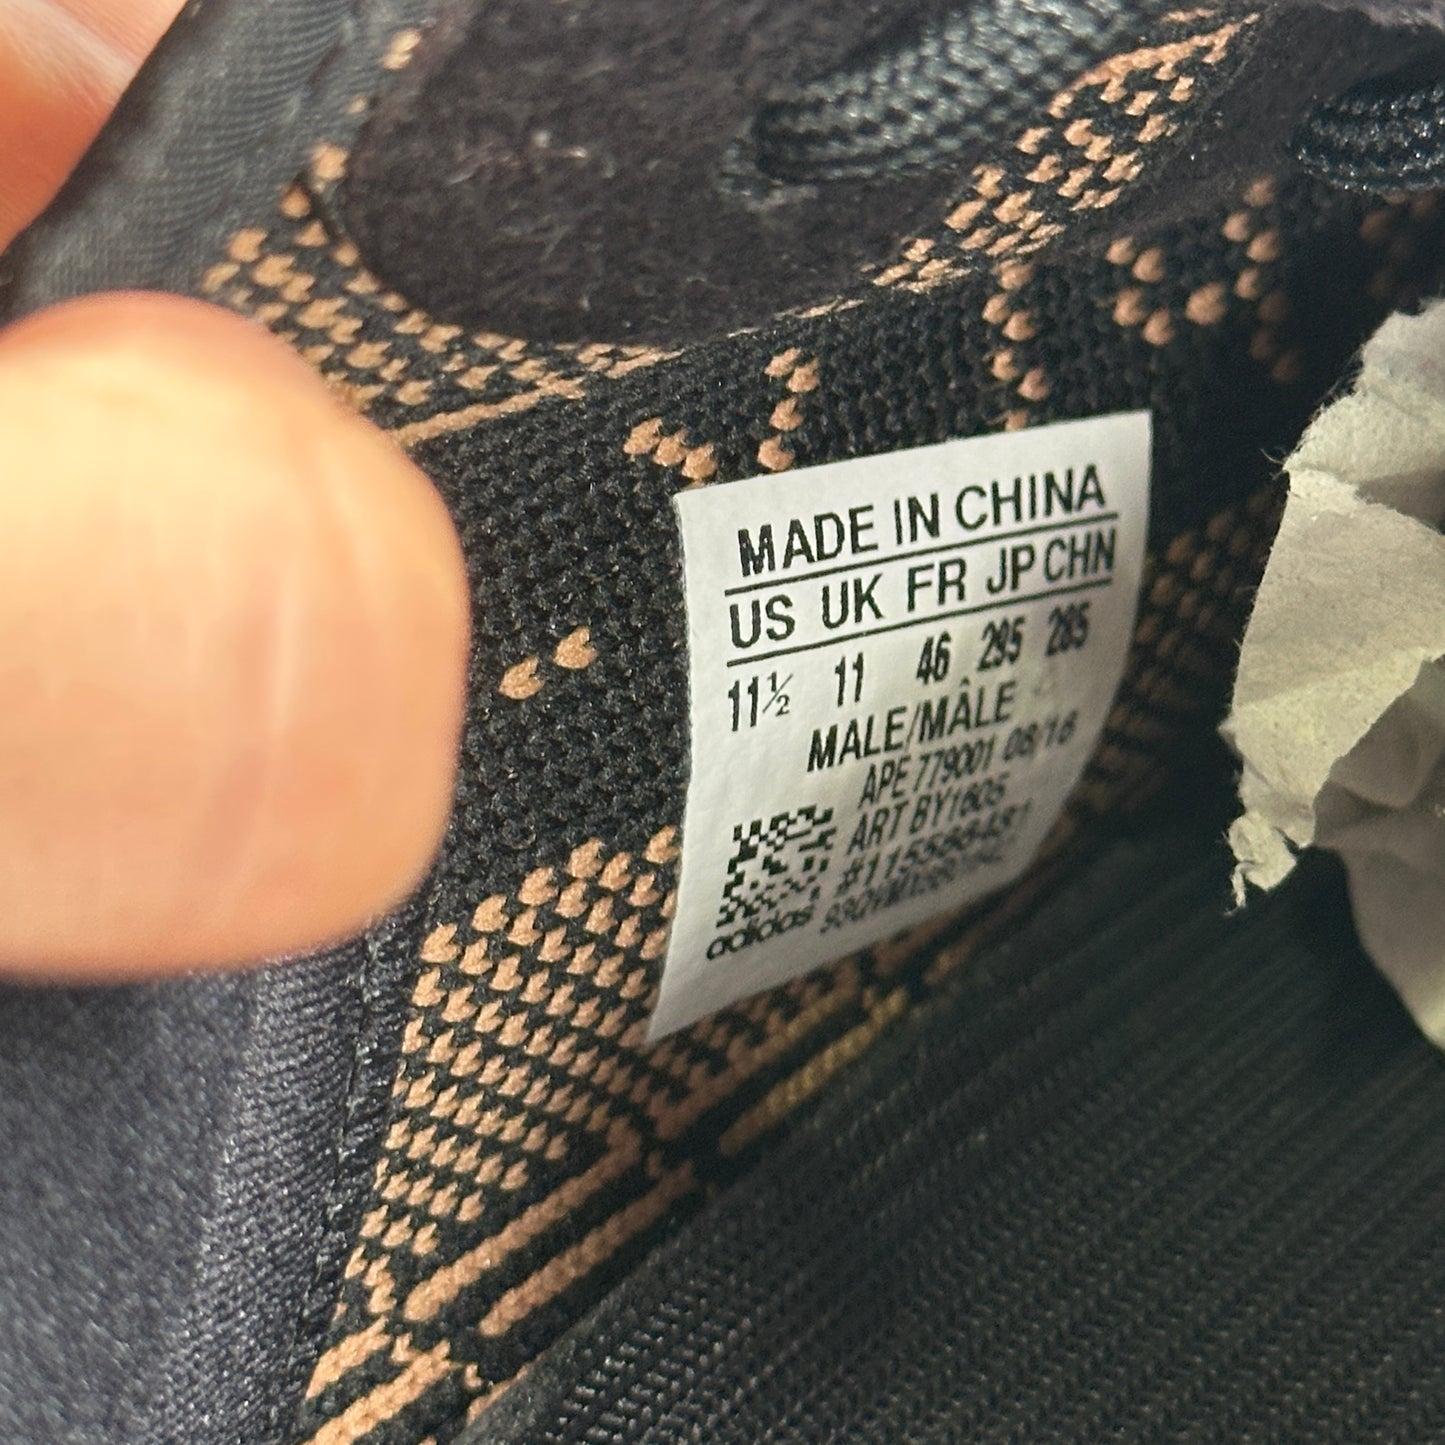 MADE IN CHINA
US UK FR JP CHN
11½ 11 46 295 285
MALE/MÂLE
APE 779001 08/16
ART BY1605
adidas